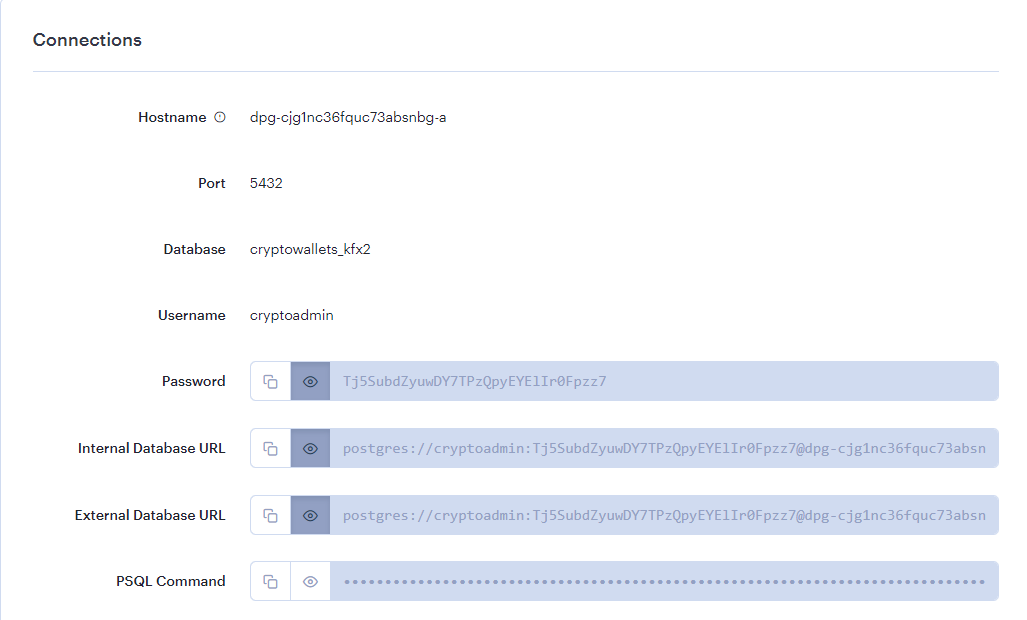 Connections
Hostname dpg-cjg1nc36fquc73absnbg-a
Port 5432
Database cryptowallets_kfx2
Username cryptoadmin
Password Tj5SubdZyuwDY7TPzQpyEYElIr0Fpzz7
Internal Database URL postgres://cryptoadmin:Tj5SubdZyuwDY7TPzQpyEYElIr0Fpzz7@dpg-cjg1nc36fquc73absn
External Database URL postgres://cryptoadmin:Tj5SubdZyuwDY7TPzQpyEYElIr0Fpzz7@dpg-cjg1nc36fquc73absn
PSQL Command